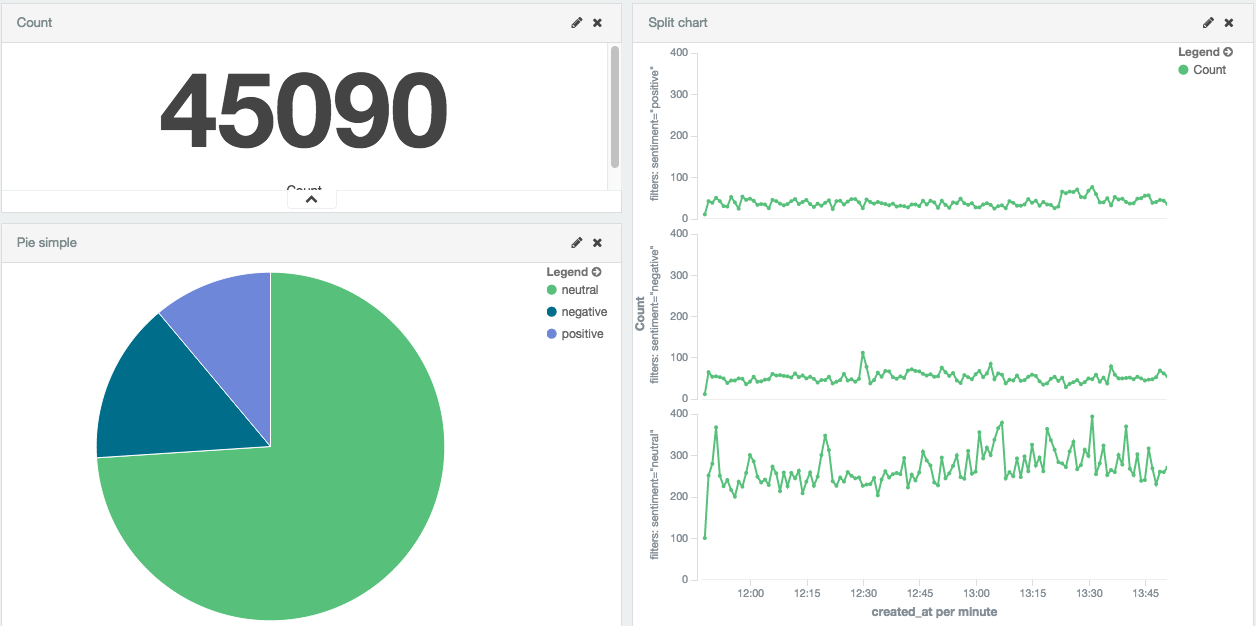 Count
45090
Count
Pie simple
Legend
neutral
negative
positive
Split chart
Legend
Count
Count
filters: sentiment="positive"
400
300
200
100
0
filters: sentiment="negative"
400
300
200
100
0
filters: sentiment="neutral"
400
300
200
100
0
12:00 12:15 12:30 12:45 13:00 13:15 13:30 13:45
created_at per minute